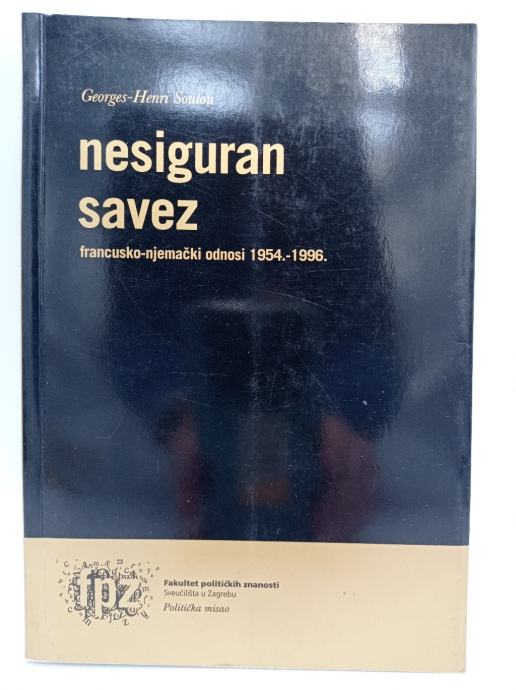 Georges-Henri Soutou
nesiguran
savez
francusko-njemački odnosi 1954.-1996.
fpz
Fakultet političkih znanosti
Sveučilišta u Zagrebu
Politička misao